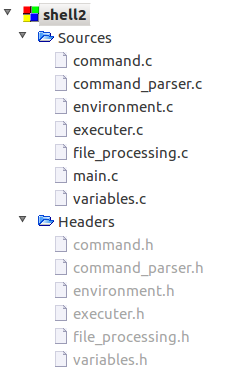 shell2
Sources
command.c
command_parser.c
environment.c
executer.c
file_processing.c
main.c
variables.c
Headers
command.h
command_parser.h
environment.h
executer.h
file_processing.h
variables.h